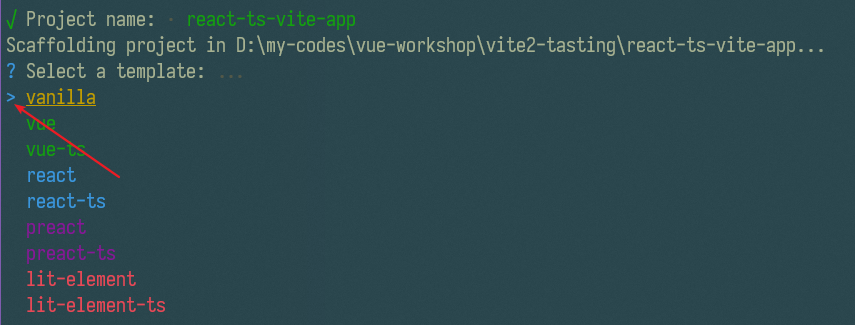 √ Project name: · react-ts-vite-app
Scaffolding project in D:\my-codes\vue-workshop\vite2-tasting\react-ts-vite-app...
? Select a template: ...
> vanilla
vue
vue-ts
react
react-ts
preact
preact-ts
lit-element
lit-element-ts